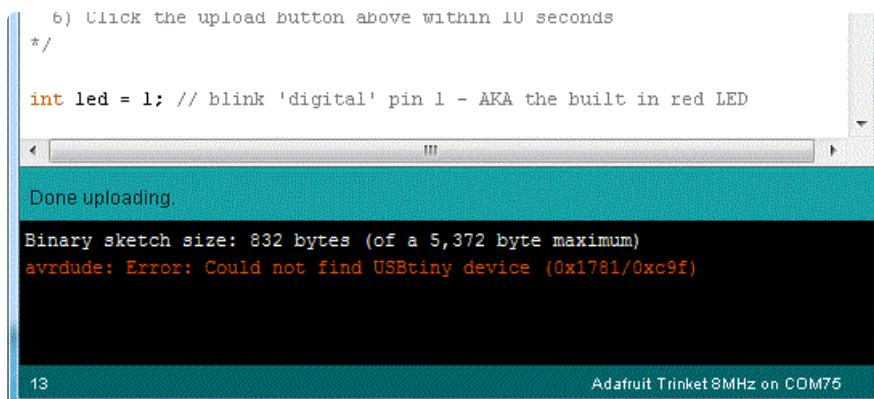 6) Click the upload button above within 10 seconds
*/
int led = 1; // blink 'digital' pin 1 - AKA the built in red LED
Done uploading.
Binary sketch size: 832 bytes (of a 5,372 byte maximum)
avrdude: Error: Could not find USBtiny device (0x1781/0xc9f)
13
Adafruit Trinket 8MHz on COM75